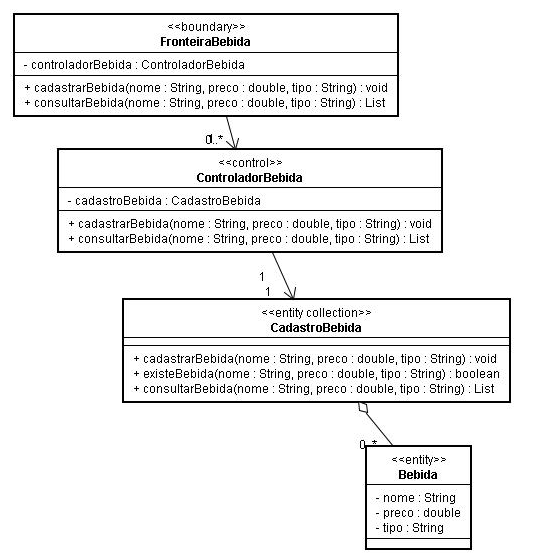 <<boundary>>
FronteiraBebida
- controladorBebida : ControladorBebida
+ cadastrarBebida(nome : String, preco : double, tipo : String) : void
+ consultarBebida(nome : String, preco : double, tipo : String) : List
0..*
<<control>>
ControladorBebida
- cadastroBebida : CadastroBebida
+ cadastrarBebida(nome : String, preco : double, tipo : String) : void
+ consultarBebida(nome : String, preco : double, tipo : String) : List
1
1
<<entity collection>>
CadastroBebida
+ cadastrarBebida(nome : String, preco : double, tipo : String) : void
+ existeBebida(nome : String, preco : double, tipo : String) : boolean
+ consultarBebida(nome : String, preco : double, tipo : String) : List
0..*
<<entity>>
Bebida
- nome : String
- preco : double
- tipo : String